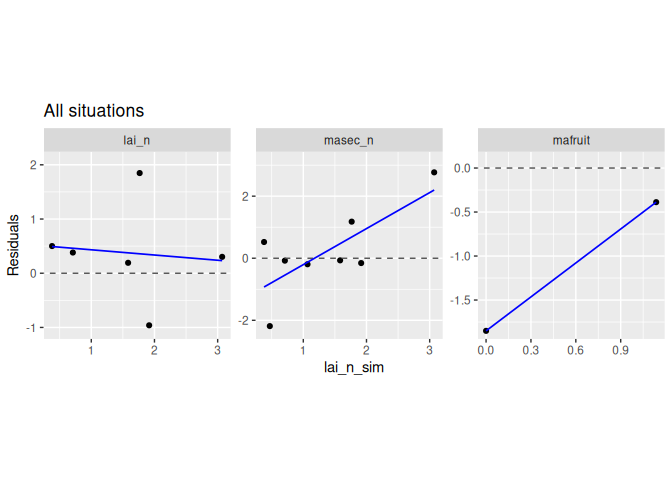 All situations
lai_n masec_n mafruit
Residuals
2
1
0
-1
2
0
-2
0.0
-0.5
-1.0
-1.5
1 2 3 1 2 3 0.0 0.3 0.6 0.9
lai_n_sim